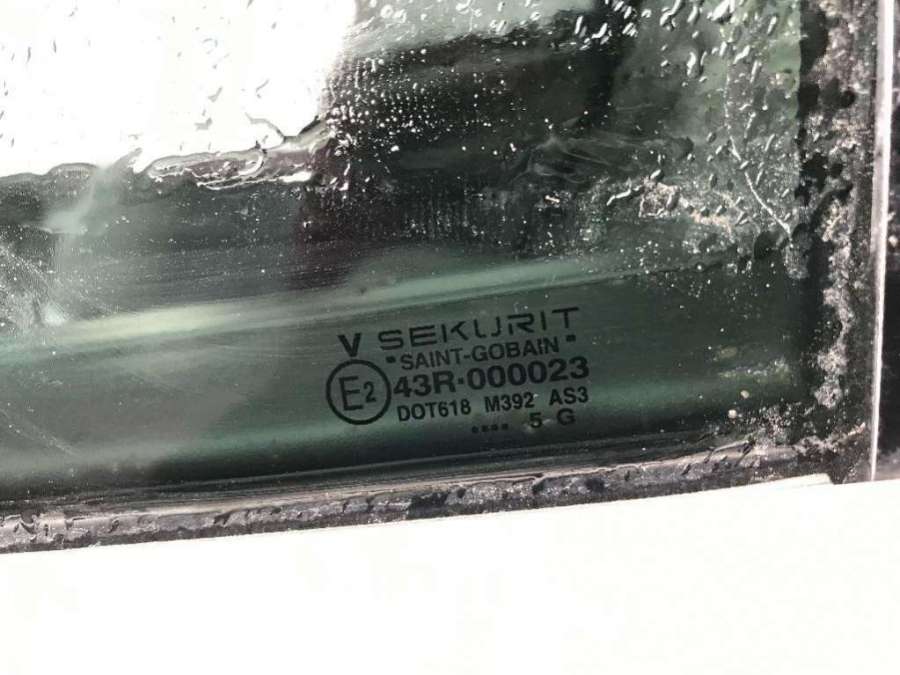 V SEKURIT
"SAINT-GOBAIN"
E2 43R·000023
DOT618 M392 AS3
.... 5 G